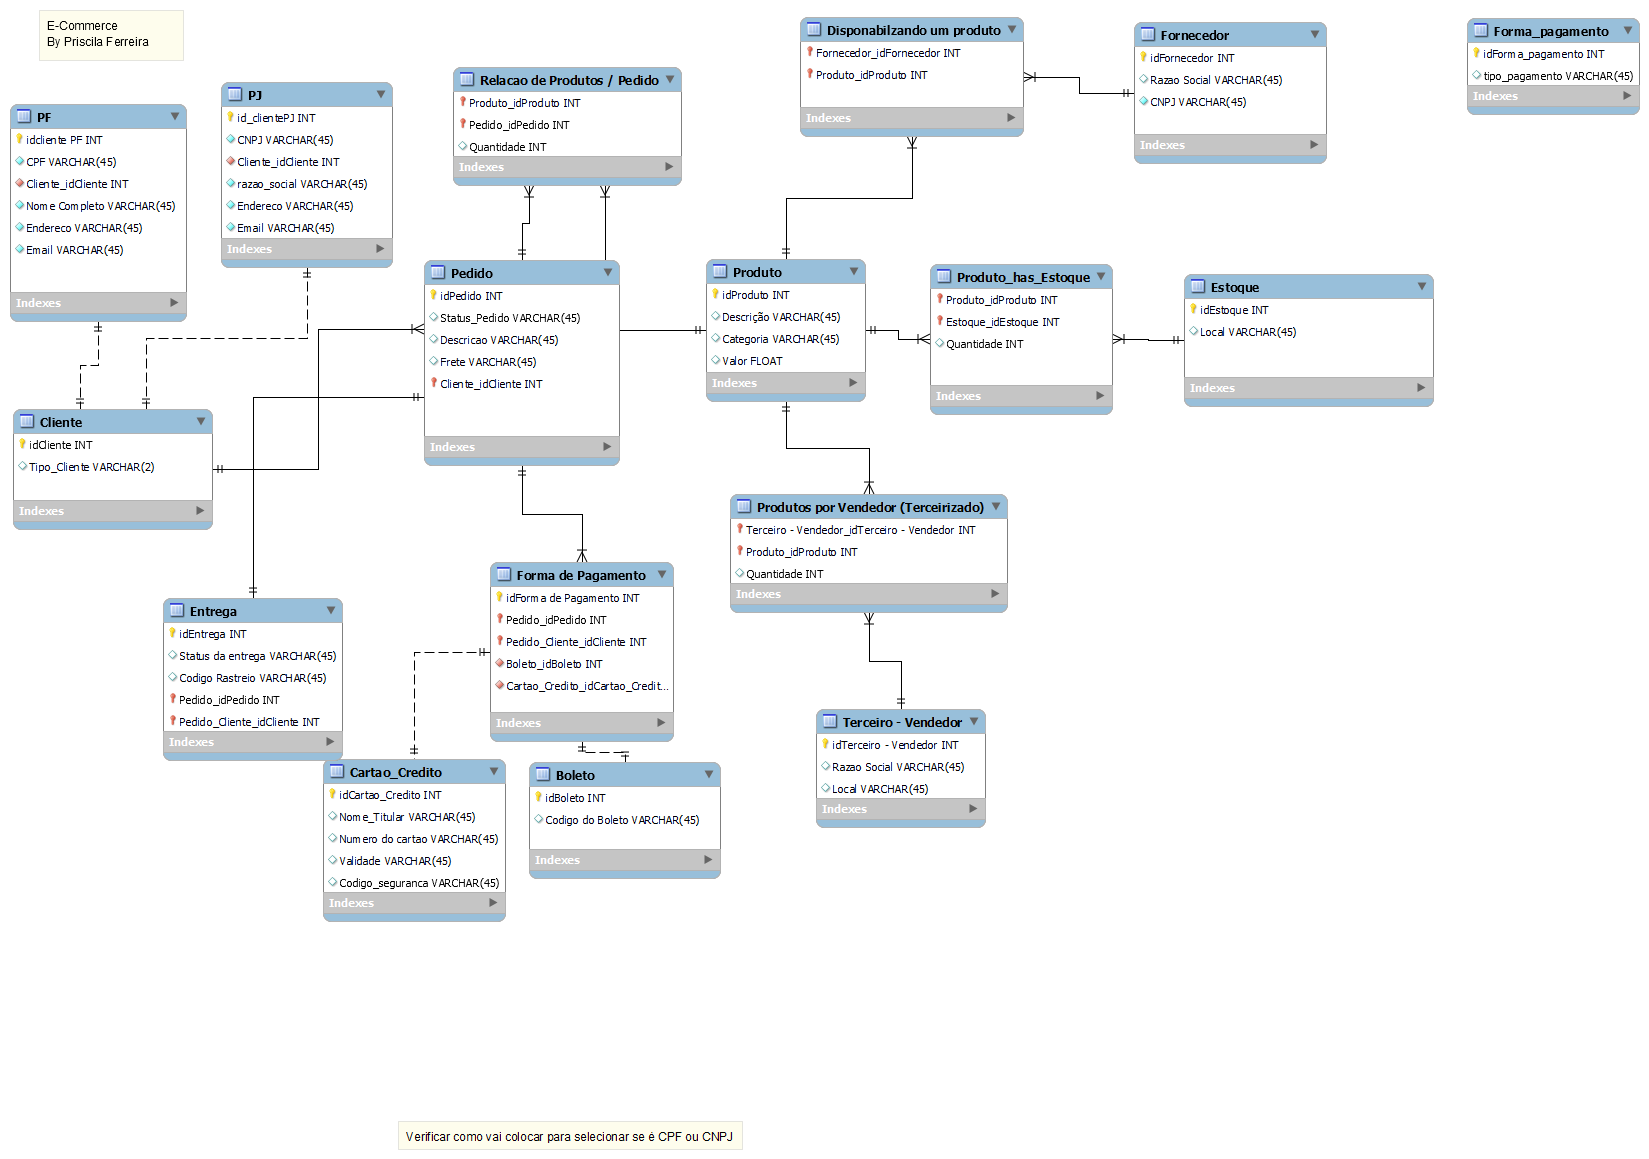 E-Commerce
By Priscila Ferreira
PF
idcliente PF INT
CPF VARCHAR(45)
Cliente_idCliente INT
Nome Completo VARCHAR(45)
Endereco VARCHAR(45)
Email VARCHAR(45)
Indexes
PJ
id_clientePJ INT
CNPJ VARCHAR(45)
Cliente_idCliente INT
razao_social VARCHAR(45)
Endereco VARCHAR(45)
Email VARCHAR(45)
Indexes
Relacao de Produtos / Pedido
Produto_idProduto INT
Pedido_idPedido INT
Quantidade INT
Indexes
Disponabilzando um produto
Fornecedor_idFornecedor INT
Produto_idProduto INT
Indexes
Fornecedor
idFornecedor INT
Razao Social VARCHAR(45)
CNPJ VARCHAR(45)
Indexes
Forma_pagamento
idForma_pagamento INT
tipo_pagamento VARCHAR(45)
Indexes
Pedido
idPedido INT
Status_Pedido VARCHAR(45)
Descricao VARCHAR(45)
Frete VARCHAR(45)
Cliente_idCliente INT
Indexes
Produto
idProduto INT
Descrição VARCHAR(45)
Categoria VARCHAR(45)
Valor FLOAT
Indexes
Produto_has_Estoque
Produto_idProduto INT
Estoque_idEstoque INT
Quantidade INT
Indexes
Estoque
idEstoque INT
Local VARCHAR(45)
Indexes
Cliente
idCliente INT
Tipo_Cliente VARCHAR(2)
Indexes
Produtos por Vendedor (Terceirizado)
Terceiro - Vendedor_idTerceiro - Vendedor INT
Produto_idProduto INT
Quantidade INT
Indexes
Forma de Pagamento
idForma de Pagamento INT
Pedido_idPedido INT
Pedido_Cliente_idCliente INT
Boleto_idBoleto INT
Cartao_Credito_idCartao_Credit...
Indexes
Entrega
idEntrega INT
Status da entrega VARCHAR(45)
Codigo Rastreio VARCHAR(45)
Pedido_idPedido INT
Pedido_Cliente_idCliente INT
Indexes
Terceiro - Vendedor
idTerceiro - Vendedor INT
Razao Social VARCHAR(45)
Local VARCHAR(45)
Indexes
Cartao_Credito
idCartao_Credito INT
Nome_Titular VARCHAR(45)
Numero do cartao VARCHAR(45)
Validade VARCHAR(45)
Codigo_seguranca VARCHAR(45)
Indexes
Boleto
idBoleto INT
Codigo do Boleto VARCHAR(45)
Indexes
Verificar como vai colocar para selecionar se é CPF ou CNPJ